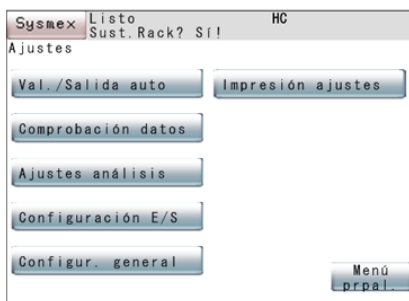 Sysmex
Listo HC
Sust.Rack? Sí!
Ajustes
Val./Salida auto
Impresión ajustes
Comprobación datos
Ajustes análisis
Configuración E/S
Configur. general
Menú
prpal.